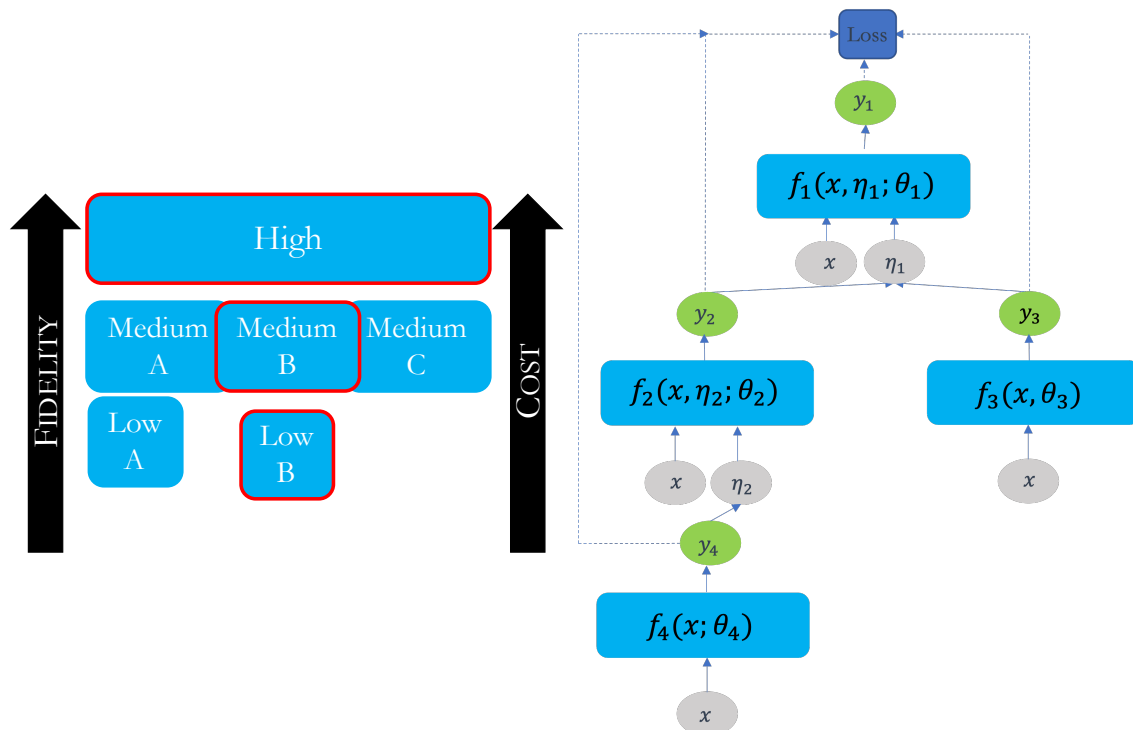 FIDELITY
High
Medium
A
Medium
B
Medium
C
Low
A
Low
B
COST
Loss
y₁
f₁(x, η₁; θ₁)
x
η₁
y₂
y₃
f₂(x, η₂; θ₂)
f₃(x, θ₃)
x
η₂
x
y₄
f₄(x; θ₄)
x